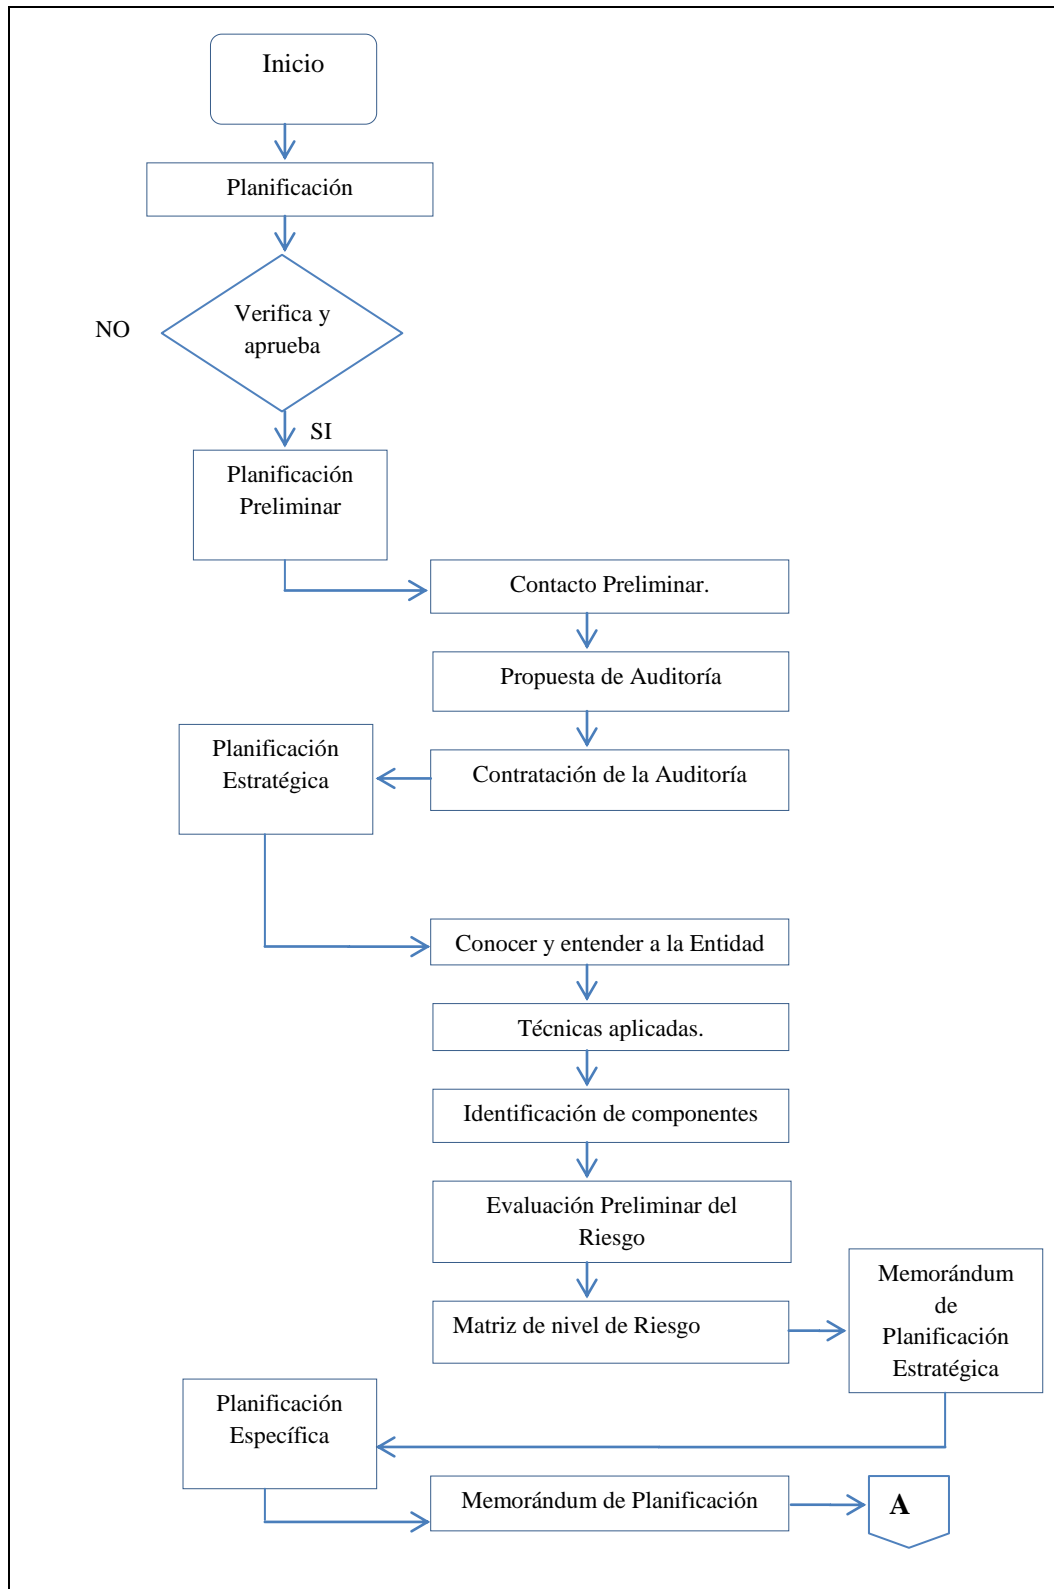 Inicio
Planificación
NO
Verifica y
aprueba
SI
Planificación
Preliminar
Contacto Preliminar.
Propuesta de Auditoría
Planificación
Estratégica
Contratación de la Auditoría
Conocer y entender a la Entidad
Técnicas aplicadas.
Identificación de componentes
Evaluación Preliminar del
Riesgo
Matriz de nivel de Riesgo
Memorándum
de
Planificación
Estratégica
Planificación
Específica
Memorándum de Planificación
A